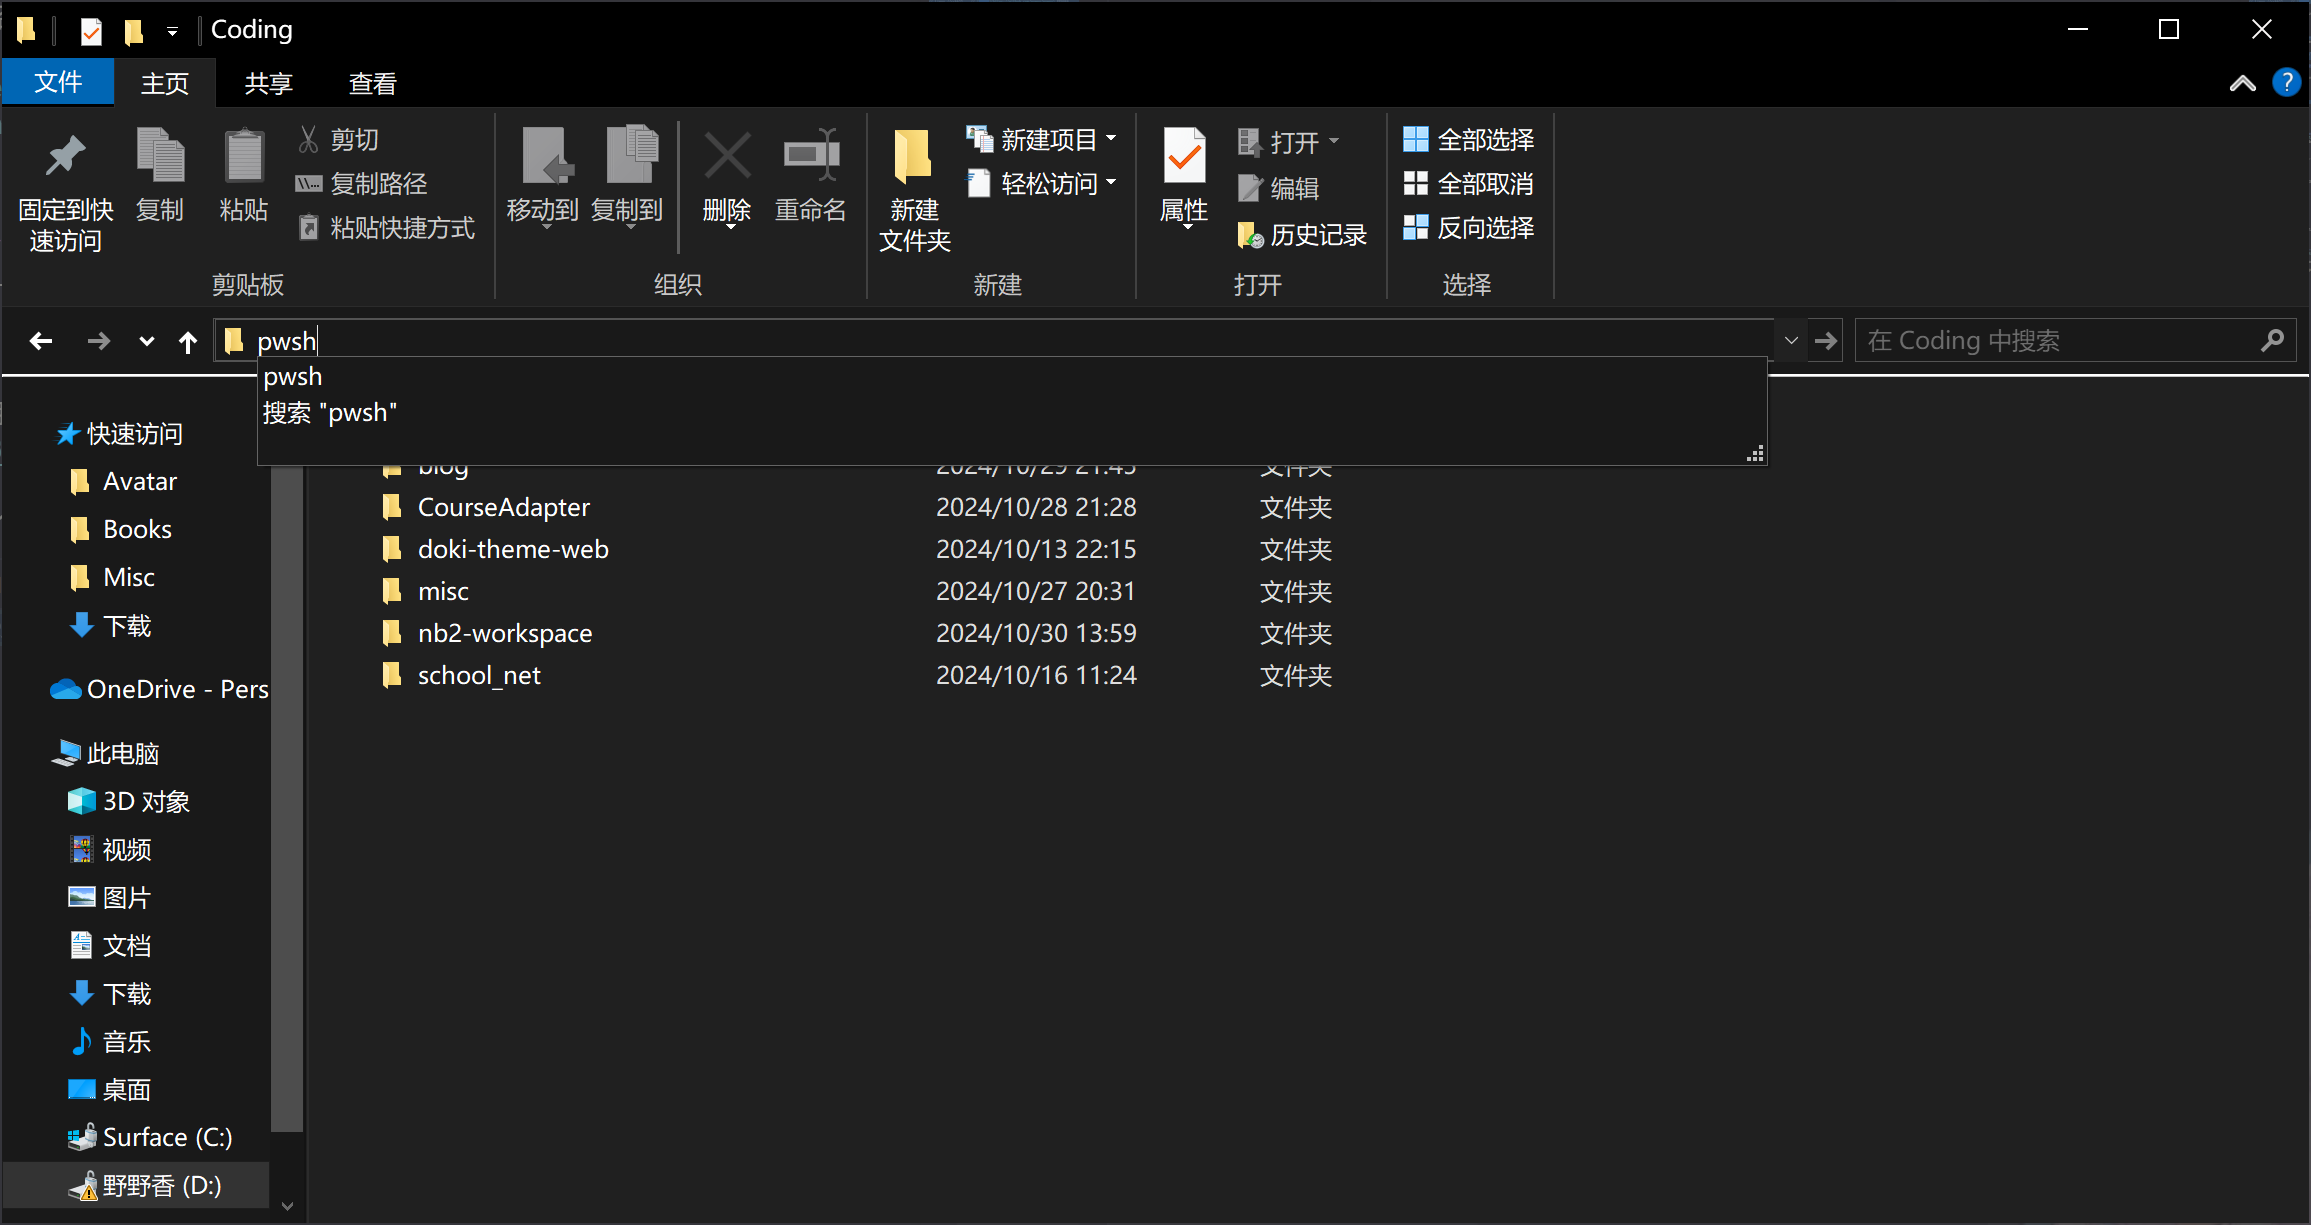 Coding
文件
主页
共享
查看
固定到快
速访问
复制
粘贴
剪切
复制路径
粘贴快捷方式
剪贴板
移动到
复制到
删除
重命名
组织
新建
文件夹
新建项目
轻松访问
新建
属性
打开
编辑
历史记录
打开
全部选择
全部取消
反向选择
选择
pwsh
在 Coding 中搜索
pwsh
搜索 "pwsh"
快速访问
Avatar
Books
Misc
下载
OneDrive - Pers
此电脑
3D 对象
视频
图片
文档
下载
音乐
桌面
Surface (C:)
野野香 (D:)
blog 2024/10/29 21:45 文件夹
CourseAdapter 2024/10/28 21:28 文件夹
doki-theme-web 2024/10/13 22:15 文件夹
misc 2024/10/27 20:31 文件夹
nb2-workspace 2024/10/30 13:59 文件夹
school_net 2024/10/16 11:24 文件夹